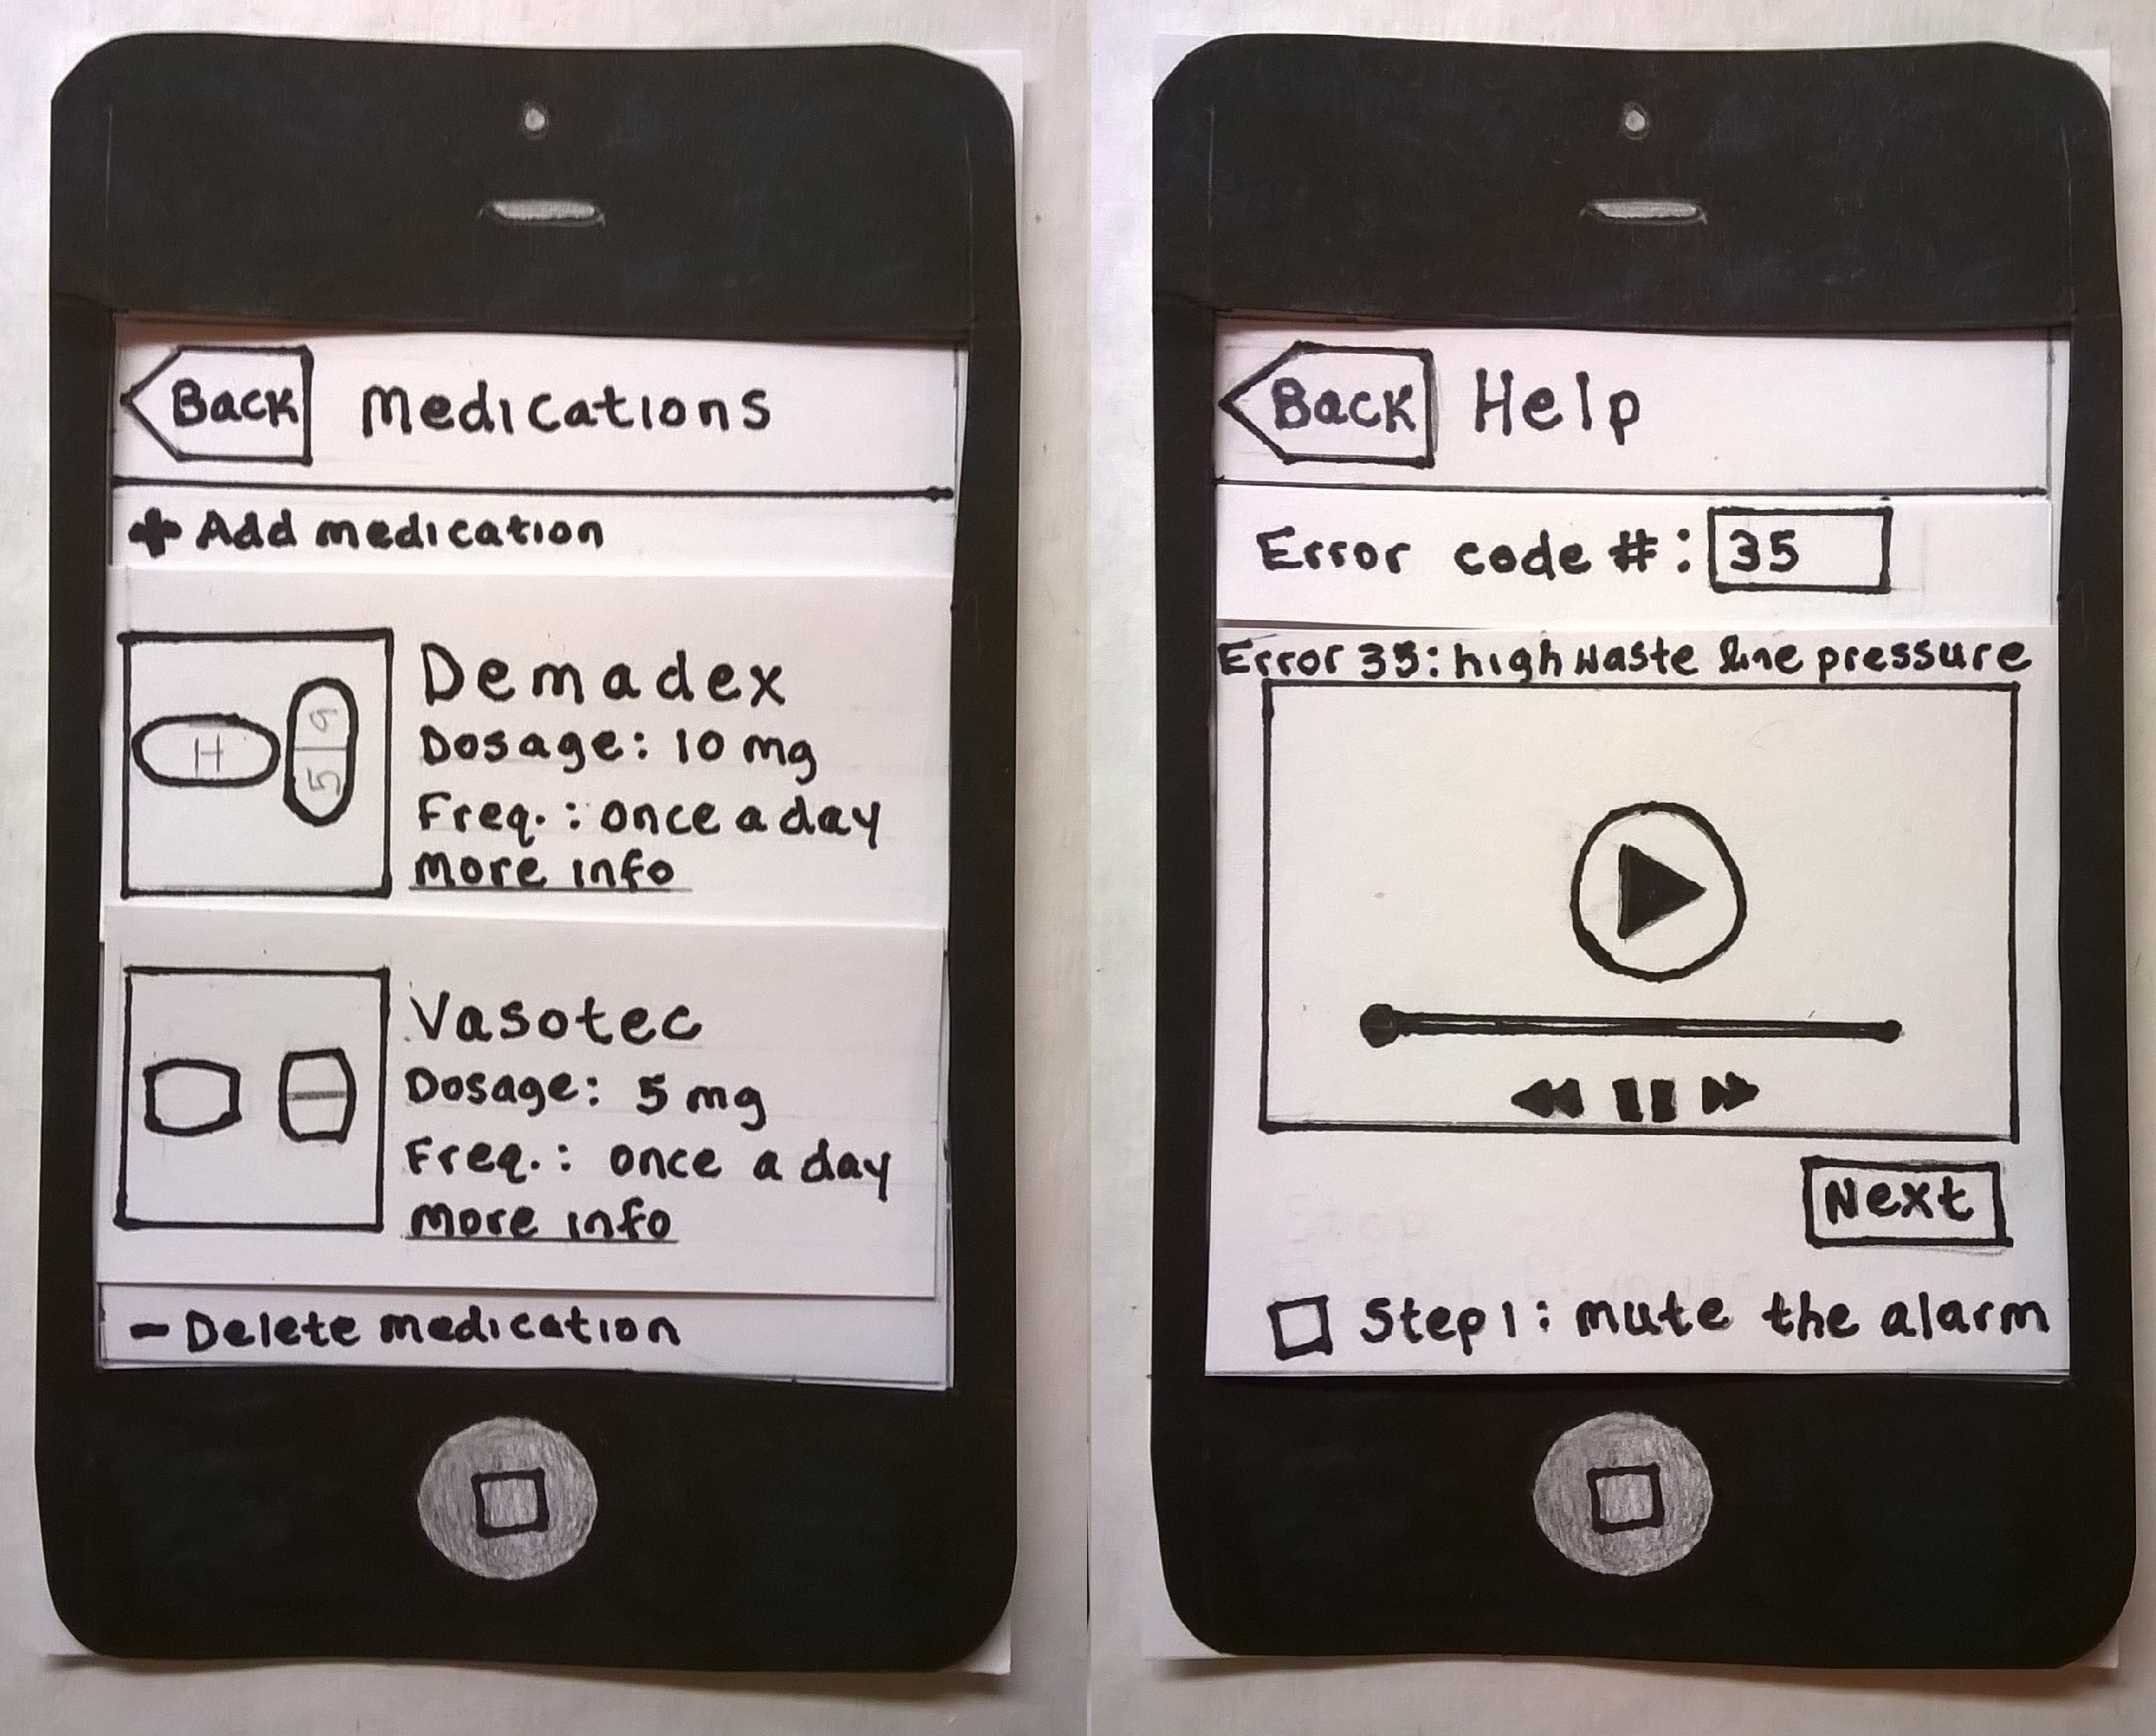 Back Medications
+ Add medication
H
5 9
Demadex
Dosage: 10 mg
Freq. : once a day
more info
Vasotec
Dosage: 5 mg
Freq. : once a day
more info
- Delete medication
Back Help
Error code #: 35
Error 35: high waste line pressure
Next
Step 1: mute the alarm